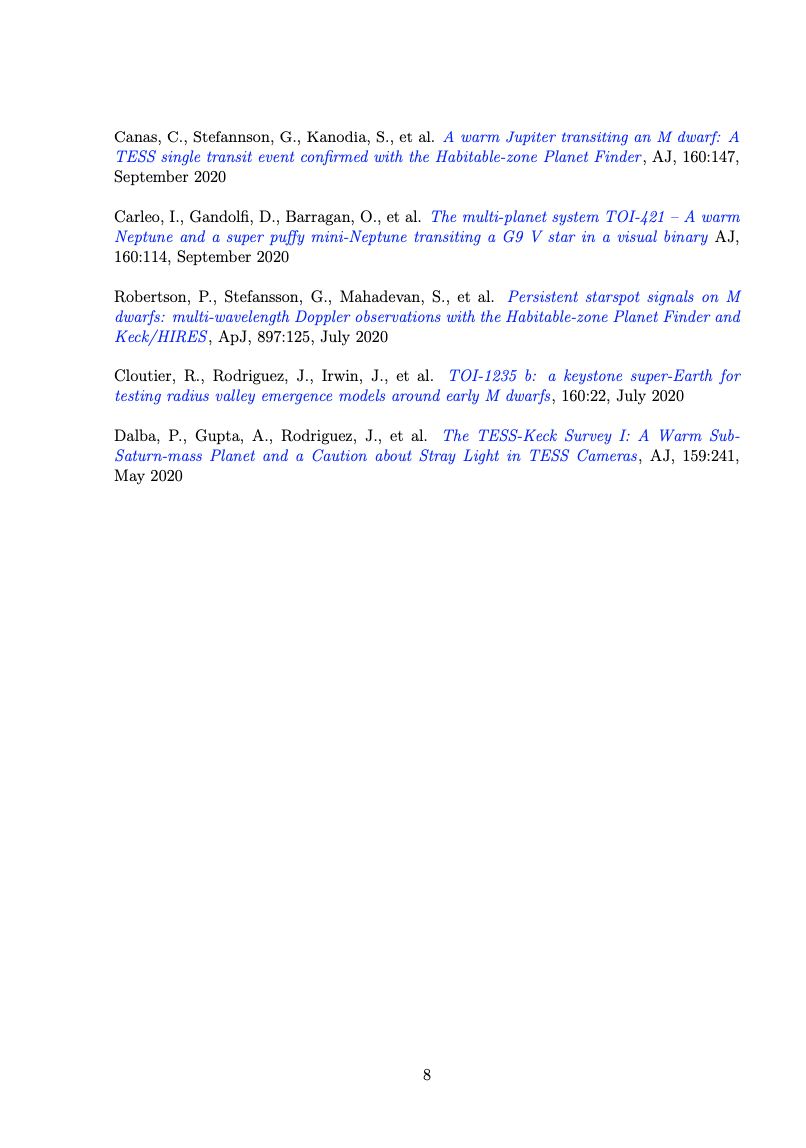 Canas, C., Stefannson, G., Kanodia, S., et al. A warm Jupiter transiting an M dwarf: A
TESS single transit event confirmed with the Habitable-zone Planet Finder, AJ, 160:147,
September 2020
Carleo, I., Gandolfi, D., Barragan, O., et al. The multi-planet system TOI-421 – A warm
Neptune and a super puffy mini-Neptune transiting a G9 V star in a visual binary AJ,
160:114, September 2020
Robertson, P., Stefansson, G., Mahadevan, S., et al. Persistent starspot signals on M
dwarfs: multi-wavelength Doppler observations with the Habitable-zone Planet Finder and
Keck/HIRES, ApJ, 897:125, July 2020
Cloutier, R., Rodriguez, J., Irwin, J., et al. TOI-1235 b: a keystone super-Earth for
testing radius valley emergence models around early M dwarfs, 160:22, July 2020
Dalba, P., Gupta, A., Rodriguez, J., et al. The TESS-Keck Survey I: A Warm Sub-
Saturn-mass Planet and a Caution about Stray Light in TESS Cameras, AJ, 159:241,
May 2020
8